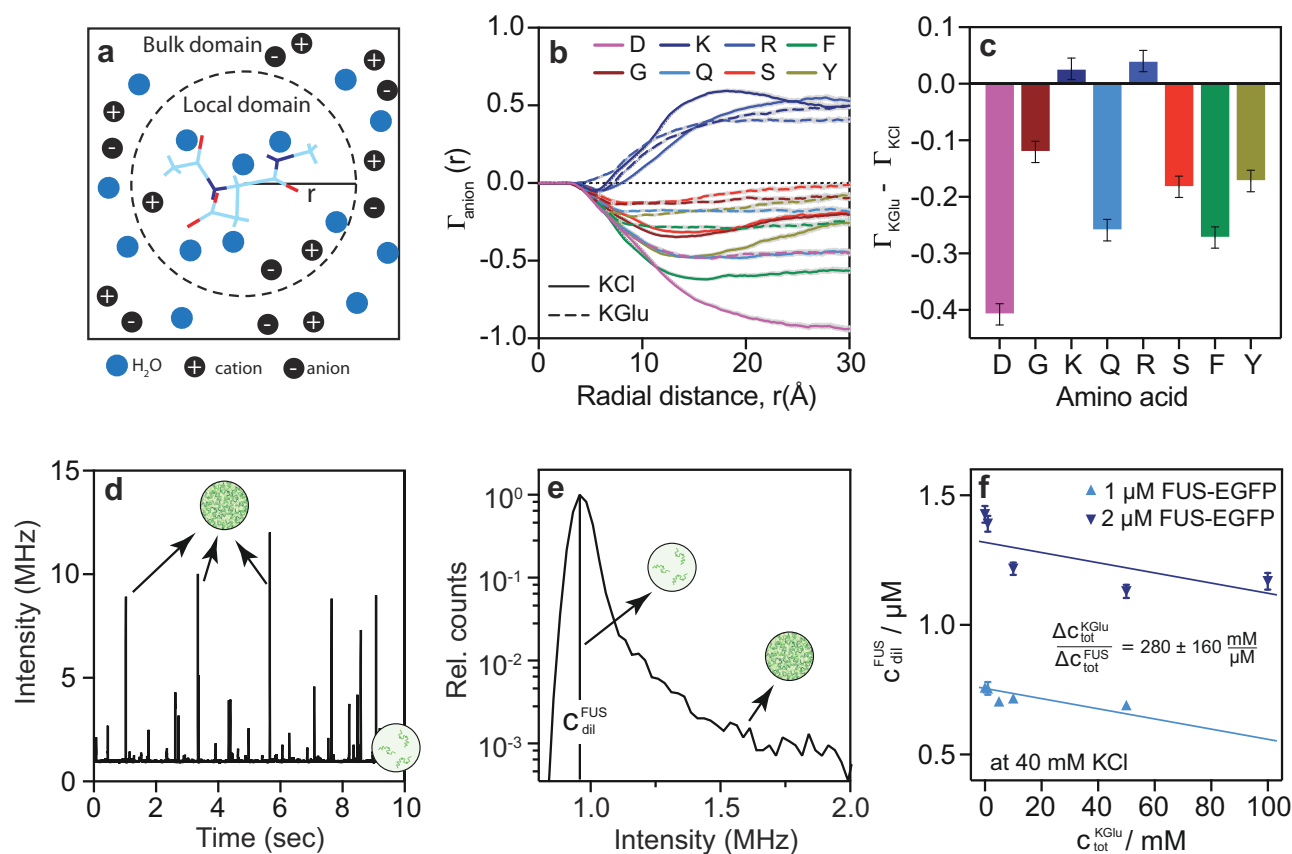 a
Bulk domain
Local domain
r
H₂O
+ cation
- anion
b
D K R F
G Q S Y
1.0
0.5
0.0
-0.5
-1.0
Γanion (r)
KCl
KGlu
0 10 20 30
Radial distance, r(Å)
c
0.1
0.0
-0.1
-0.2
-0.3
-0.4
ΓKGlu - ΓKCl
D G K Q R S F Y
Amino acid
d
15
10
5
0
Intensity (MHz)
0 2 4 6 8 10
Time (sec)
e
10⁰
10⁻¹
10⁻²
10⁻³
Rel. counts
C dil FUS
1.0 1.5 2.0
Intensity (MHz)
f
1 µM FUS-EGFP
2 µM FUS-EGFP
1.5
1.0
0.5
c dil FUS / µM
Δc tot KGlu / Δc tot FUS = 280 ± 160 mM/µM
at 40 mM KCl
0 20 40 60 80 100
c tot KGlu / mM